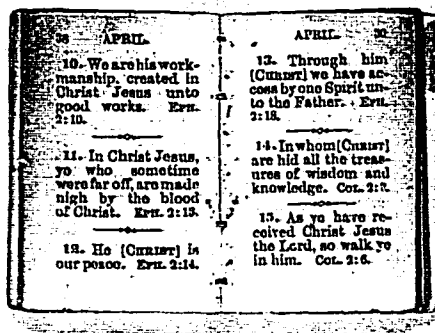 38 APRIL.
10. We are his work-
manship, created in
Christ Jesus unto
good works. EPH.
2:10.
11. In Christ Jesus,
ye who sometime
were far off, are made
nigh by the blood
of Christ. EPH. 2:13.
12. He [CHRIST] is
our peace. EPH. 2:14.
APRIL.
13. Through him
[CHRIST] we have ac-
cess by one Spirit un-
to the Father. EPH.
2:18.
14. In whom [CHRIST]
are hid all the treas-
ures of wisdom and
knowledge. COL. 2:3.
15. As ye have re-
ceived Christ Jesus
the Lord, so walk ye
in him. COL. 2:6.